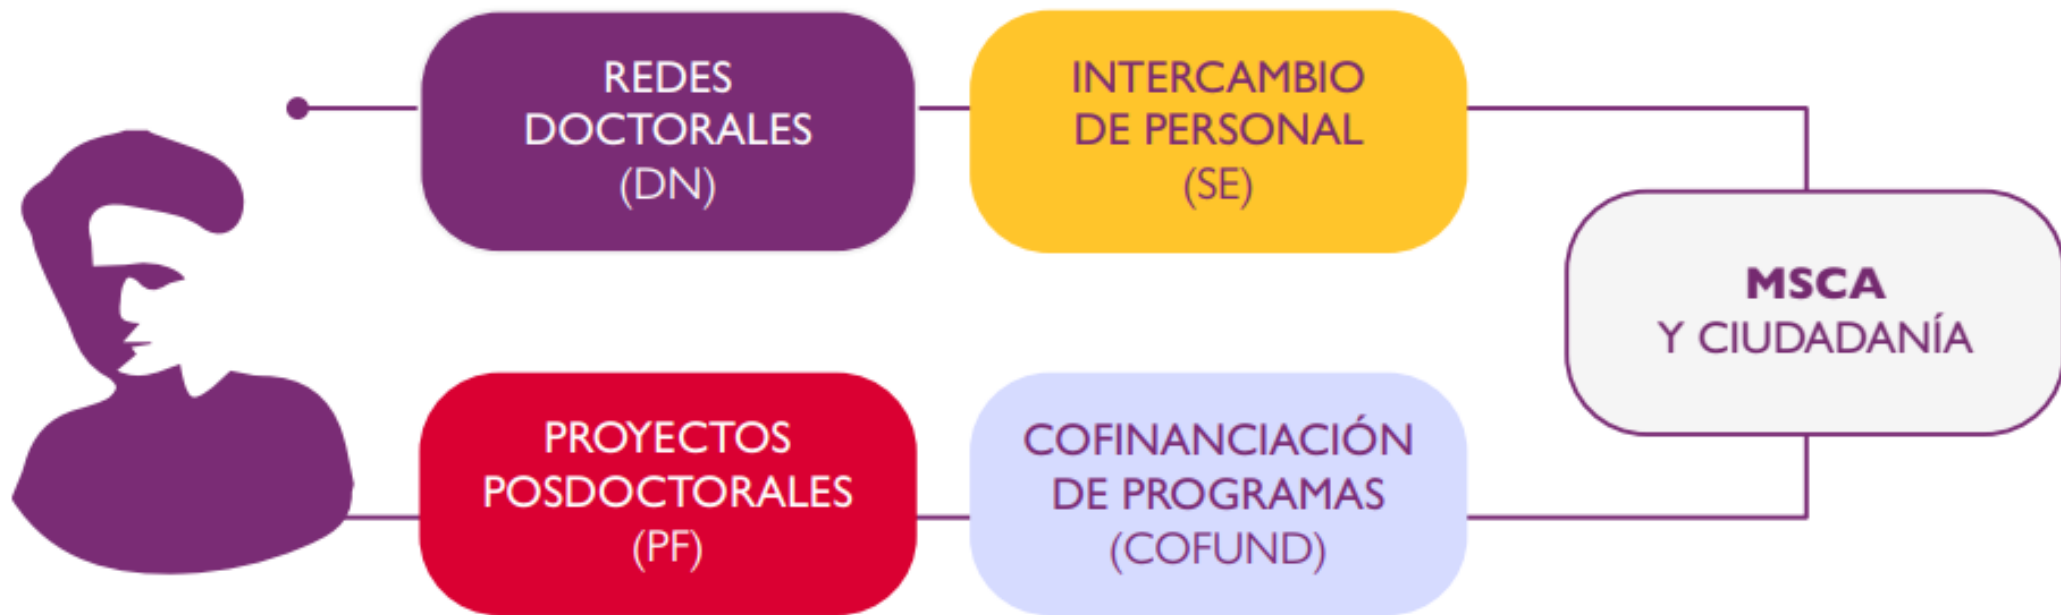 REDES
DOCTORALES
(DN)
INTERCAMBIO
DE PERSONAL
(SE)
MSCA
Y CIUDADANÍA
PROYECTOS
POSDOCTORALES
(PF)
COFINANCIACIÓN
DE PROGRAMAS
(COFUND)